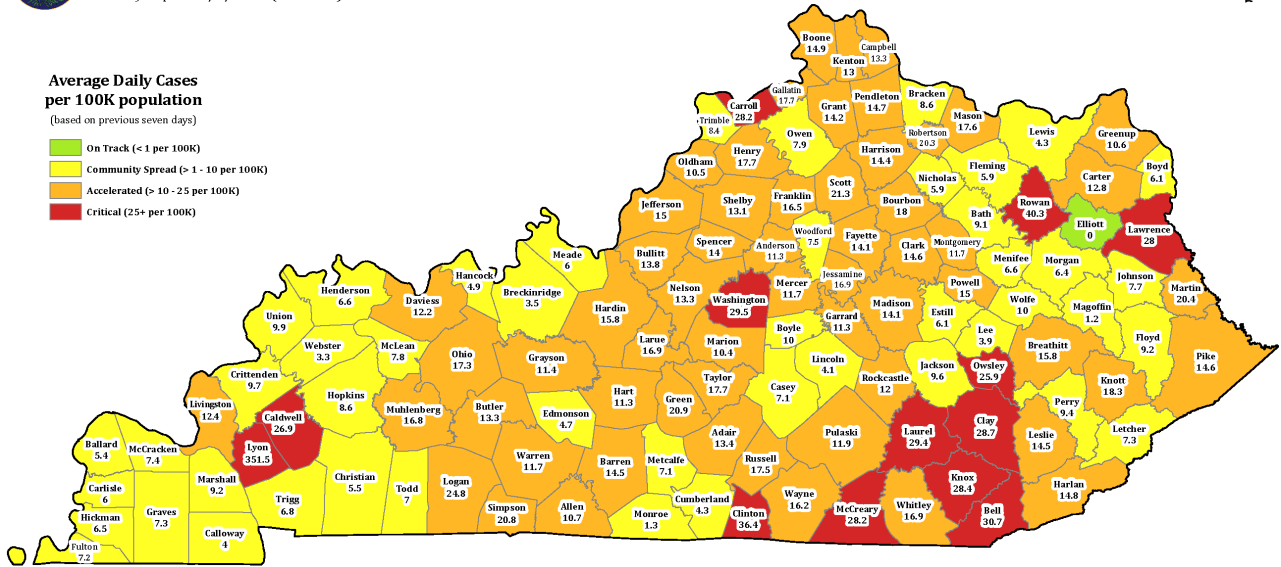 Average Daily Cases
per 100K population
(based on previous seven days)
On Track (< 1 per 100K)
Community Spread (> 1 - 10 per 100K)
Accelerated (> 10 - 25 per 100K)
Critical (25+ per 100K)
Boone
14.9
Kenton
13
Campbell
13.3
Gallatin
17.7
Carroll
28.2
Trimble
8.4
Grant
14.2
Pendleton
14.7
Bracken
8.6
Mason
17.6
Robertson
20.3
Lewis
4.3
Greenup
10.6
Boyd
6.1
Owen
7.9
Henry
17.7
Oldham
10.5
Harrison
14.4
Fleming
5.9
Nicholas
5.9
Carter
12.8
Rowan
40.3
Elliott
0
Lawrence
28
Jefferson
15
Shelby
13.1
Franklin
16.5
Scott
21.3
Bourbon
18
Bath
9.1
Woodford
7.5
Fayette
14.1
Clark
14.6
Montgomery
11.7
Menifee
6.6
Morgan
6.4
Johnson
7.7
Martin
20.4
Spencer
14
Anderson
11.3
Bullitt
13.8
Meade
6
Hancock
4.9
Breckinridge
3.5
Henderson
6.6
Daviess
12.2
Union
9.9
Webster
3.3
McLean
7.8
Nelson
13.3
Washington
29.5
Mercer
11.7
Jessamine
16.9
Garrard
11.3
Madison
14.1
Powell
15
Estill
6.1
Wolfe
10
Magoffin
1.2
Floyd
9.2
Pike
14.6
Hardin
15.8
Larue
16.9
Marion
10.4
Boyle
10
Lincoln
4.1
Lee
3.9
Breathitt
15.8
Knott
18.3
Ohio
17.3
Grayson
11.4
Hart
11.3
Taylor
17.7
Green
20.9
Casey
7.1
Rockcastle
12
Jackson
9.6
Owsley
25.9
Perry
9.4
Letcher
7.3
Crittenden
9.7
Livingston
12.4
Caldwell
26.9
Hopkins
8.6
Muhlenberg
16.8
Butler
13.3
Edmonson
4.7
Adair
13.4
Pulaski
11.9
Laurel
29.4
Clay
28.7
Leslie
14.5
Harlan
14.8
Ballard
5.4
McCracken
7.4
Lyon
351.5
Marshall
9.2
Carlisle
6
Graves
7.3
Hickman
6.5
Fulton
7.2
Calloway
4
Trigg
6.8
Christian
5.5
Todd
7
Logan
24.8
Warren
11.7
Simpson
20.8
Allen
10.7
Barren
14.5
Metcalfe
7.1
Monroe
1.3
Cumberland
4.3
Russell
17.5
Clinton
36.4
Wayne
16.2
McCreary
28.2
Whitley
16.9
Knox
28.4
Bell
30.7